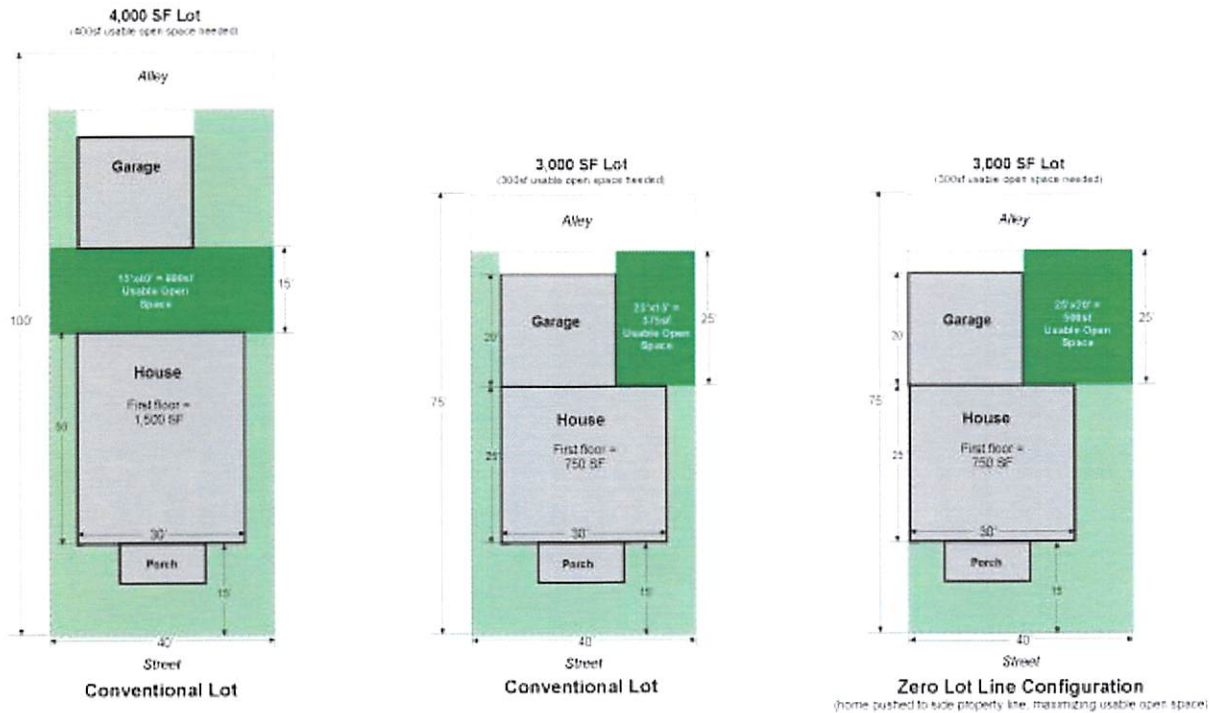 4,000 SF Lot
(400sf usable open space needed)
Alley
Garage
15'x40' = 600sf
Usable Open
Space
15'
100'
House
First floor =
1,500 SF
30'
Porch
15'
40'
Street
Conventional Lot
3,000 SF Lot
(300sf usable open space needed)
Alley
Garage
20'
375sf
Usable Open
Space
25'
75'
House
First floor =
750 SF
25'
30'
Porch
15'
40'
Street
Conventional Lot
3,000 SF Lot
(300sf usable open space needed)
Alley
Garage
20'
25'x20' =
500sf
Usable Open
Space
25'
75'
House
First floor =
750 SF
25'
30'
Porch
15'
40'
Street
Zero Lot Line Configuration
(home pushed to side property line, maximizing usable open space)